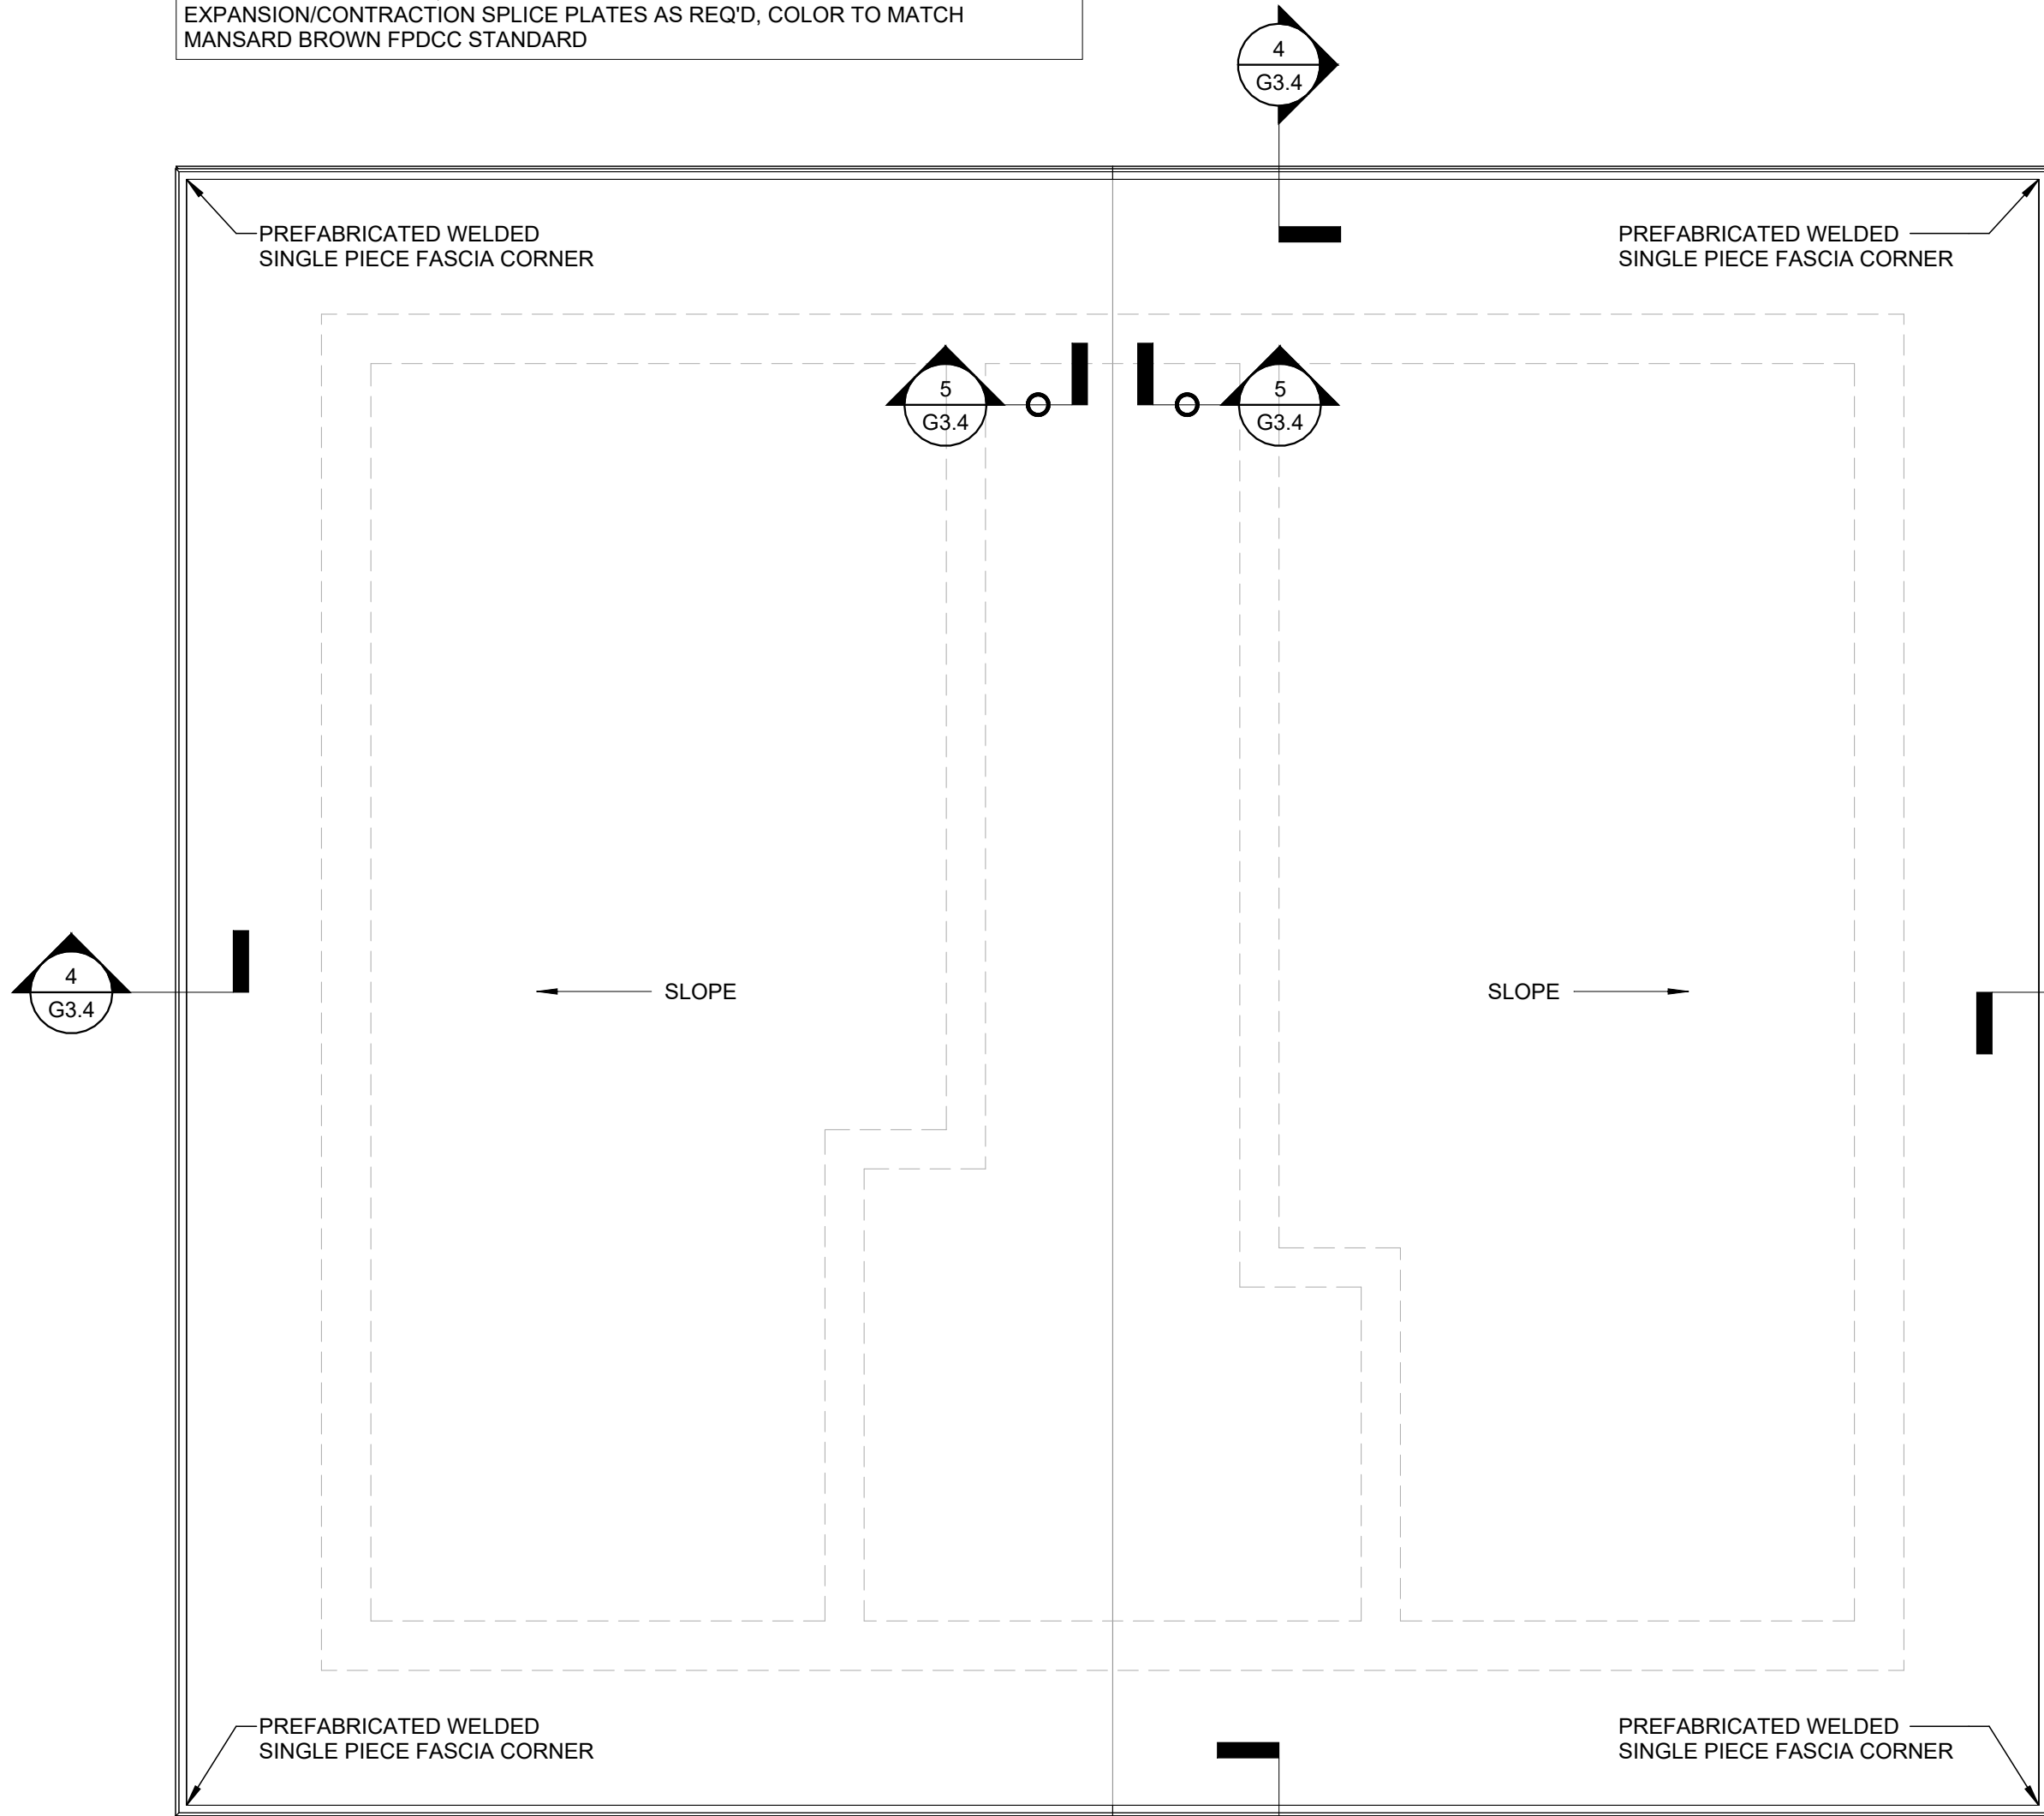 EXPANSION/CONTRACTION SPLICE PLATES AS REQ'D, COLOR TO MATCH
MANSARD BROWN FPDCC STANDARD
4
G3.4
PREFABRICATED WELDED
SINGLE PIECE FASCIA CORNER
PREFABRICATED WELDED
SINGLE PIECE FASCIA CORNER
5
G3.4
5
G3.4
4
G3.4
SLOPE
SLOPE
PREFABRICATED WELDED
SINGLE PIECE FASCIA CORNER
PREFABRICATED WELDED
SINGLE PIECE FASCIA CORNER